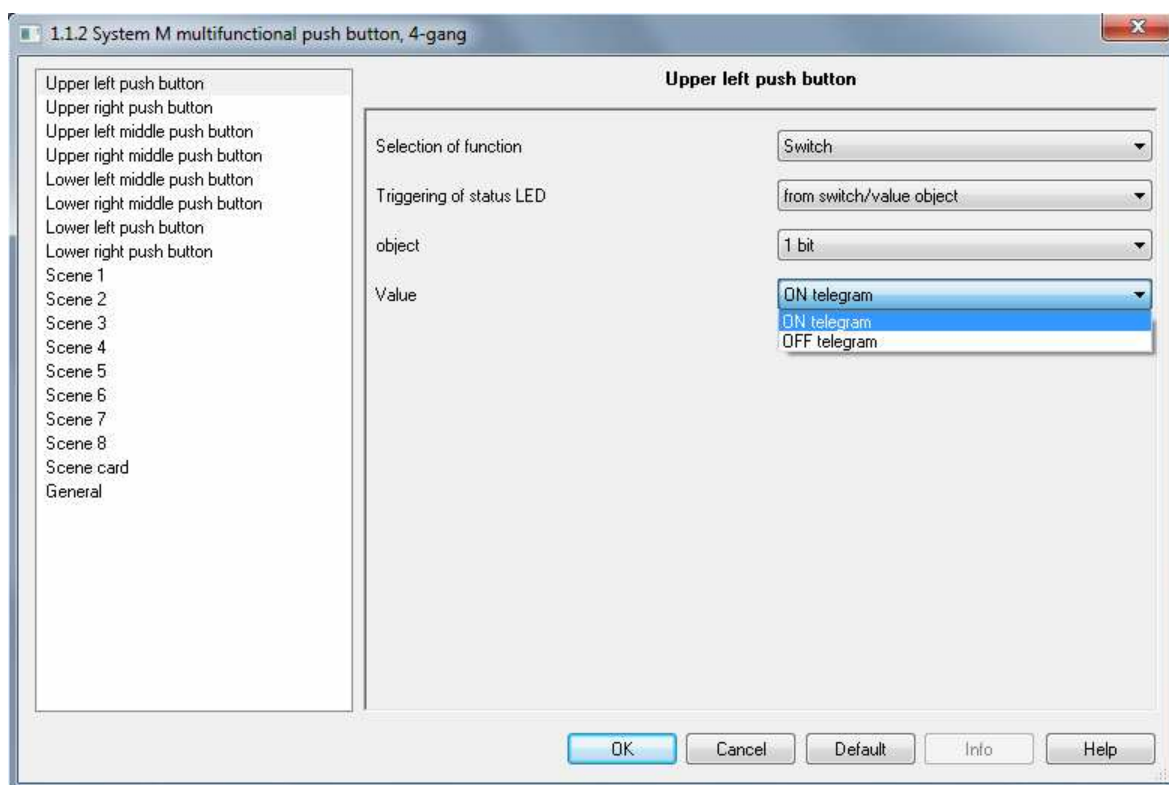 1.1.2 System M multifunctional push button, 4-gang
Upper left push button
Upper right push button
Upper left middle push button
Upper right middle push button
Lower left middle push button
Lower right middle push button
Lower left push button
Lower right push button
Scene 1
Scene 2
Scene 3
Scene 4
Scene 5
Scene 6
Scene 7
Scene 8
Scene card
General
Upper left push button
Selection of function Switch
Triggering of status LED from switch/value object
object 1 bit
Value ON telegram
ON telegram
OFF telegram
OK Cancel Default Info Help